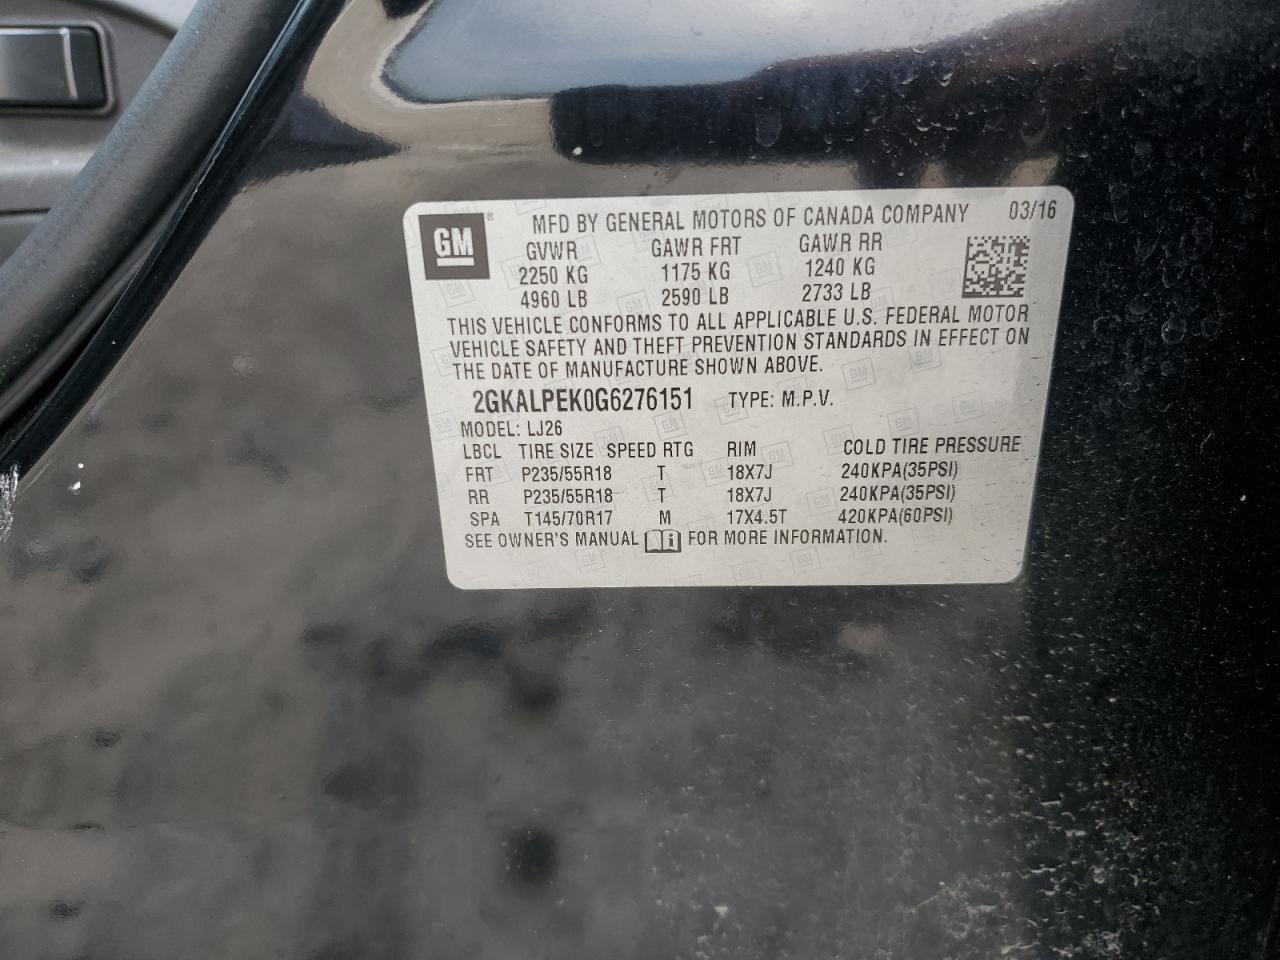 GM ® MFD BY GENERAL MOTORS OF CANADA COMPANY 03/16
GVWR GAWR FRT GAWR RR
2250 KG 1175 KG 1240 KG
4960 LB 2590 LB 2733 LB
THIS VEHICLE CONFORMS TO ALL APPLICABLE U.S. FEDERAL MOTOR
VEHICLE SAFETY AND THEFT PREVENTION STANDARDS IN EFFECT ON
THE DATE OF MANUFACTURE SHOWN ABOVE.
2GKALPEK0G6276151 TYPE: M.P.V.
MODEL: LJ26
LBCL TIRE SIZE SPEED RTG RIM COLD TIRE PRESSURE
FRT P235/55R18 T 18X7J 240KPA(35PSI)
RR P235/55R18 T 18X7J 240KPA(35PSI)
SPA T145/70R17 M 17X4.5T 420KPA(60PSI)
SEE OWNER'S MANUAL i FOR MORE INFORMATION.